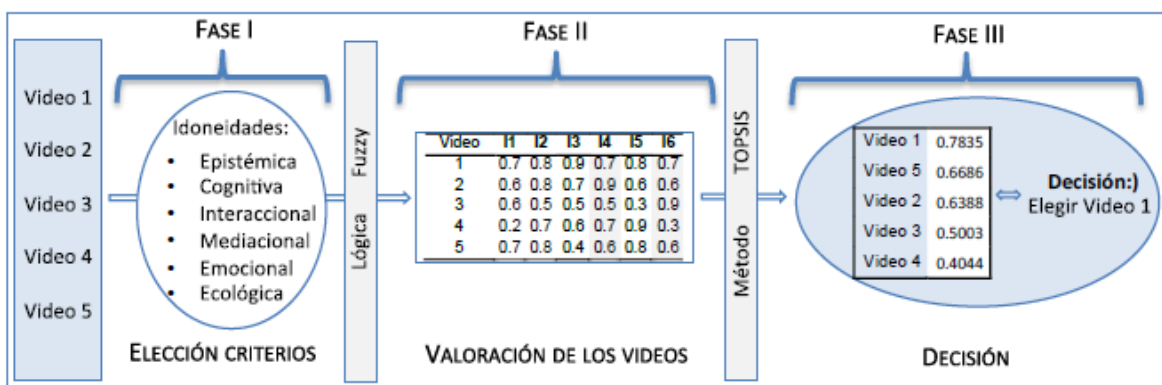 FASE I
FASE II
FASE III
Video 1
Video 2
Video 3
Video 4
Video 5
Idoneidades:
• Epistémica
• Cognitiva
• Interaccional
• Mediacional
• Emocional
• Ecológica
ELECCIÓN CRITERIOS
Lógica Fuzzy
Video I1 I2 I3 I4 I5 I6
1 0.7 0.8 0.9 0.7 0.8 0.7
2 0.6 0.8 0.7 0.9 0.6 0.6
3 0.6 0.5 0.5 0.5 0.3 0.9
4 0.2 0.7 0.6 0.7 0.9 0.3
5 0.7 0.8 0.4 0.6 0.8 0.6
VALORACIÓN DE LOS VIDEOS
Método TOPSIS
Video 1 0.7835
Video 5 0.6686
Video 2 0.6388
Video 3 0.5003
Video 4 0.4044
Decisión:)
Elegir Video 1
DECISIÓN